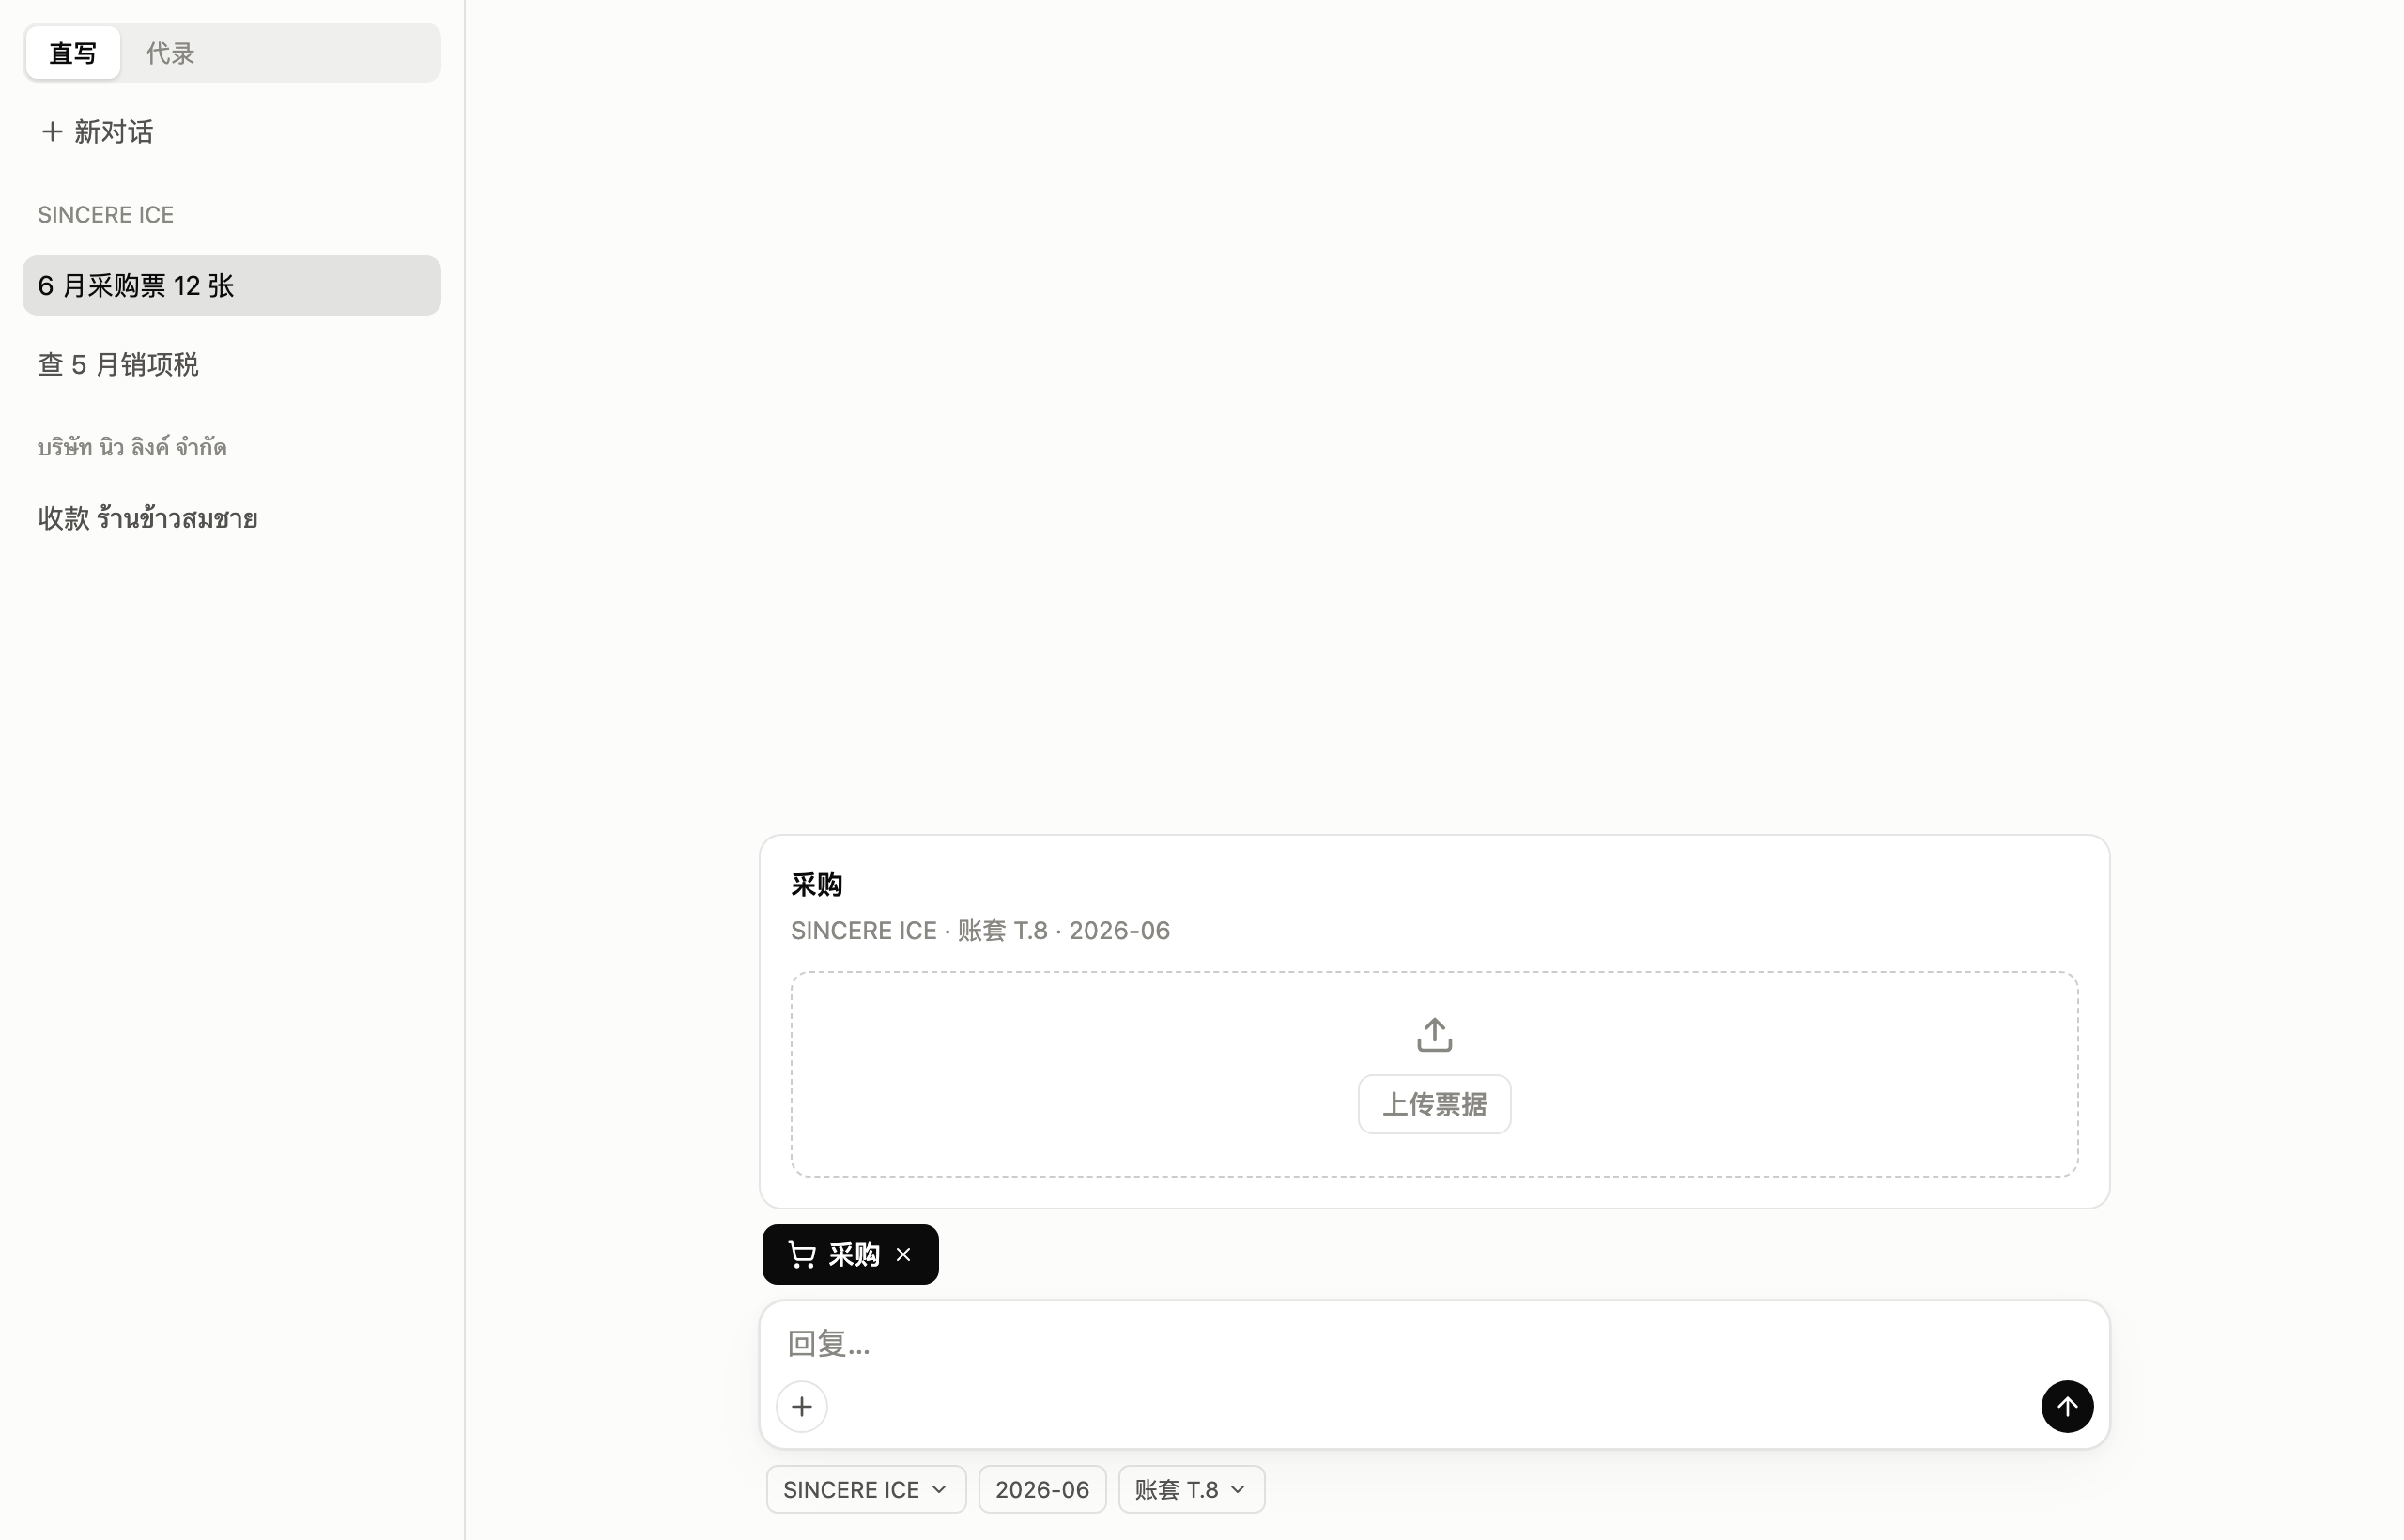 直写 代录
新对话
SINCERE ICE
6 月采购票 12 张
查 5 月销项税
บริษัท นิว ลิงค์ จำกัด
收款 ร้านข้าวสมชาย
采购
SINCERE ICE · 账套 T.8 · 2026-06
上传票据
采购
回复...
SINCERE ICE 2026-06 账套 T.8